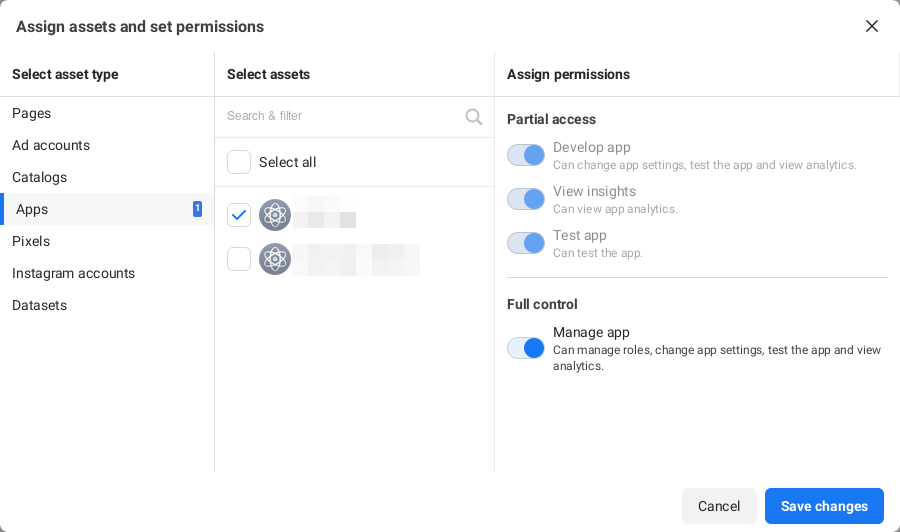 Assign assets and set permissions
Select asset type
Pages
Ad accounts
Catalogs
Apps
1
Pixels
Instagram accounts
Datasets
Select assets
Search & filter
Select all
Assign permissions
Partial access
Develop app
Can change app settings, test the app and view analytics.
View insights
Can view app analytics.
Test app
Can test the app.
Full control
Manage app
Can manage roles, change app settings, test the app and view
analytics.
Cancel
Save changes